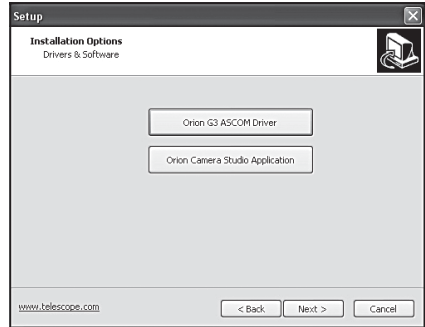 Setup
Installation Options
Drivers & Software
Orion G3 ASCOM Driver
Orion Camera Studio Application
www.telescope.com
< Back Next > Cancel